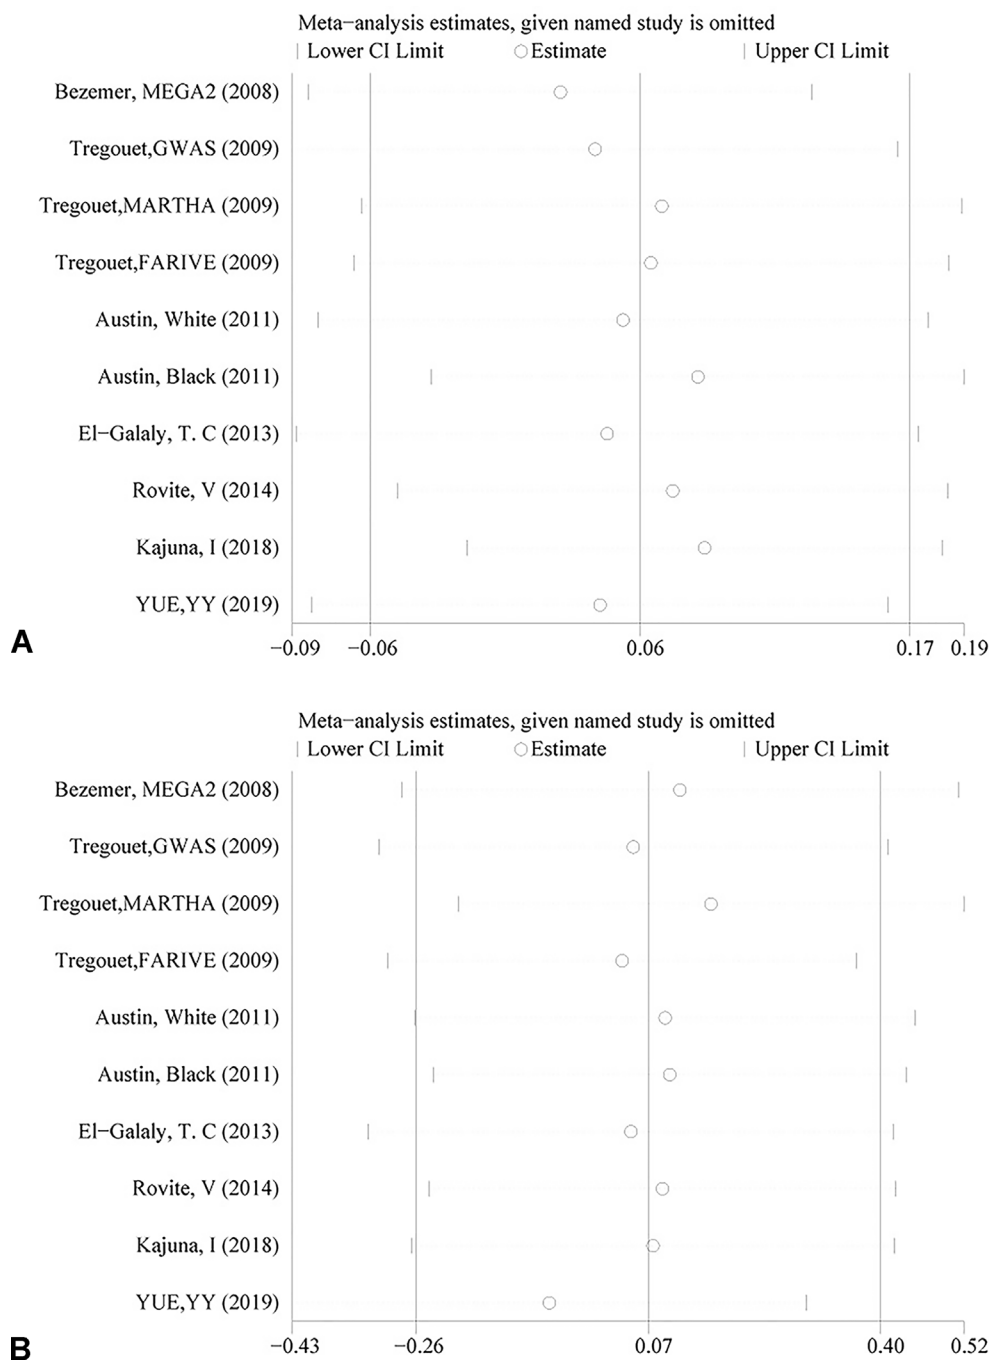 Meta−analysis estimates, given named study is omitted
Lower CI Limit Estimate Upper CI Limit
Bezemer, MEGA2 (2008)
Tregouet,GWAS (2009)
Tregouet,MARTHA (2009)
Tregouet,FARIVE (2009)
Austin, White (2011)
Austin, Black (2011)
El−Galaly, T. C (2013)
Rovite, V (2014)
Kajuna, I (2018)
YUE,YY (2019)
−0.09 −0.06 0.06 0.17 0.19
A
Meta−analysis estimates, given named study is omitted
Lower CI Limit Estimate Upper CI Limit
Bezemer, MEGA2 (2008)
Tregouet,GWAS (2009)
Tregouet,MARTHA (2009)
Tregouet,FARIVE (2009)
Austin, White (2011)
Austin, Black (2011)
El−Galaly, T. C (2013)
Rovite, V (2014)
Kajuna, I (2018)
YUE,YY (2019)
−0.43 −0.26 0.07 0.40 0.52
B